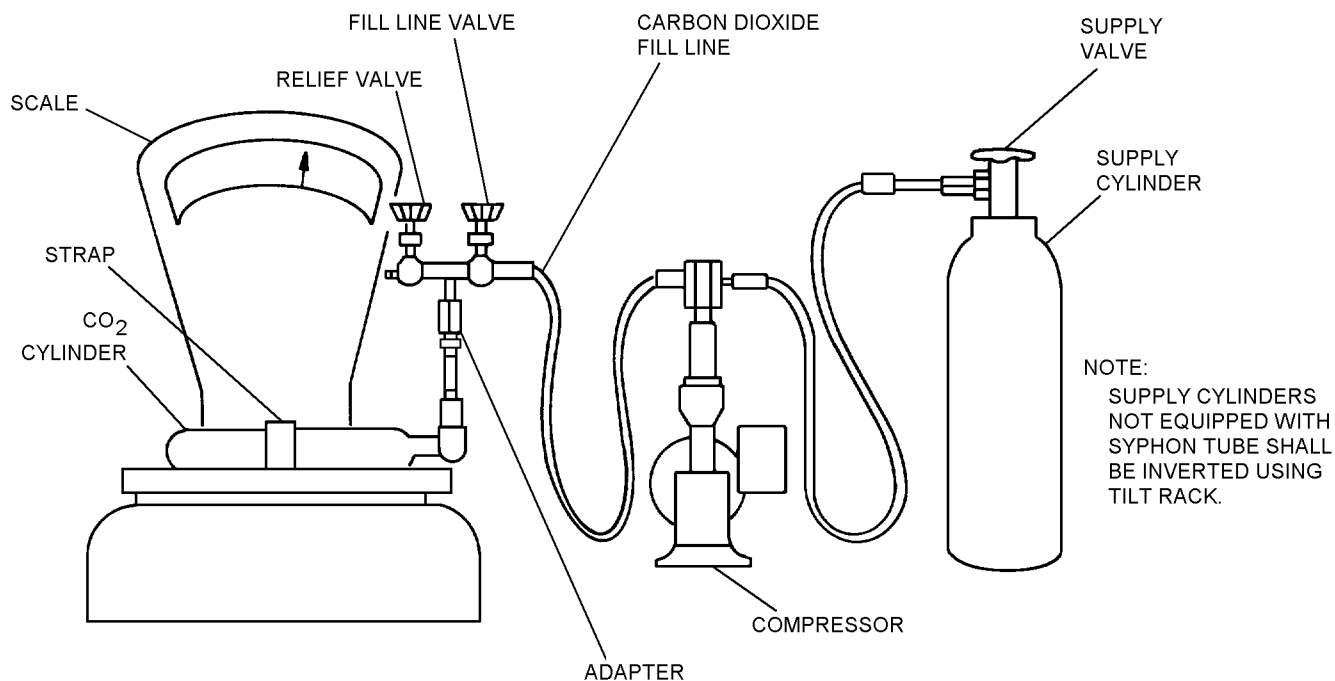 FILL LINE VALVE
CARBON DIOXIDE
FILL LINE
SUPPLY
VALVE
RELIEF VALVE
SCALE
SUPPLY
CYLINDER
STRAP
CO2
CYLINDER
NOTE:
SUPPLY CYLINDERS
NOT EQUIPPED WITH
SYPHON TUBE SHALL
BE INVERTED USING
TILT RACK.
COMPRESSOR
ADAPTER